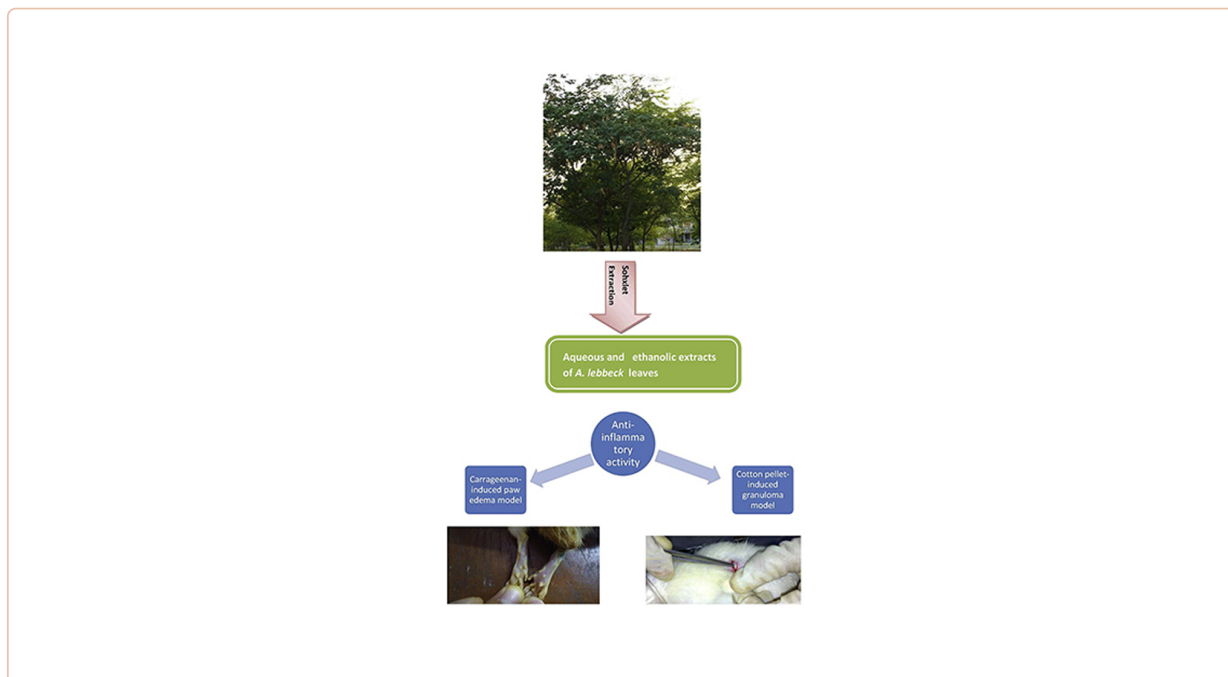 Sohxlet
Extraction
Aqueous and ethanolic extracts
of A. lebbeck leaves
Anti-
inflamma
tory
activity
Carrageenan-
induced paw
edema model
Cotton pellet-
induced
granuloma
model